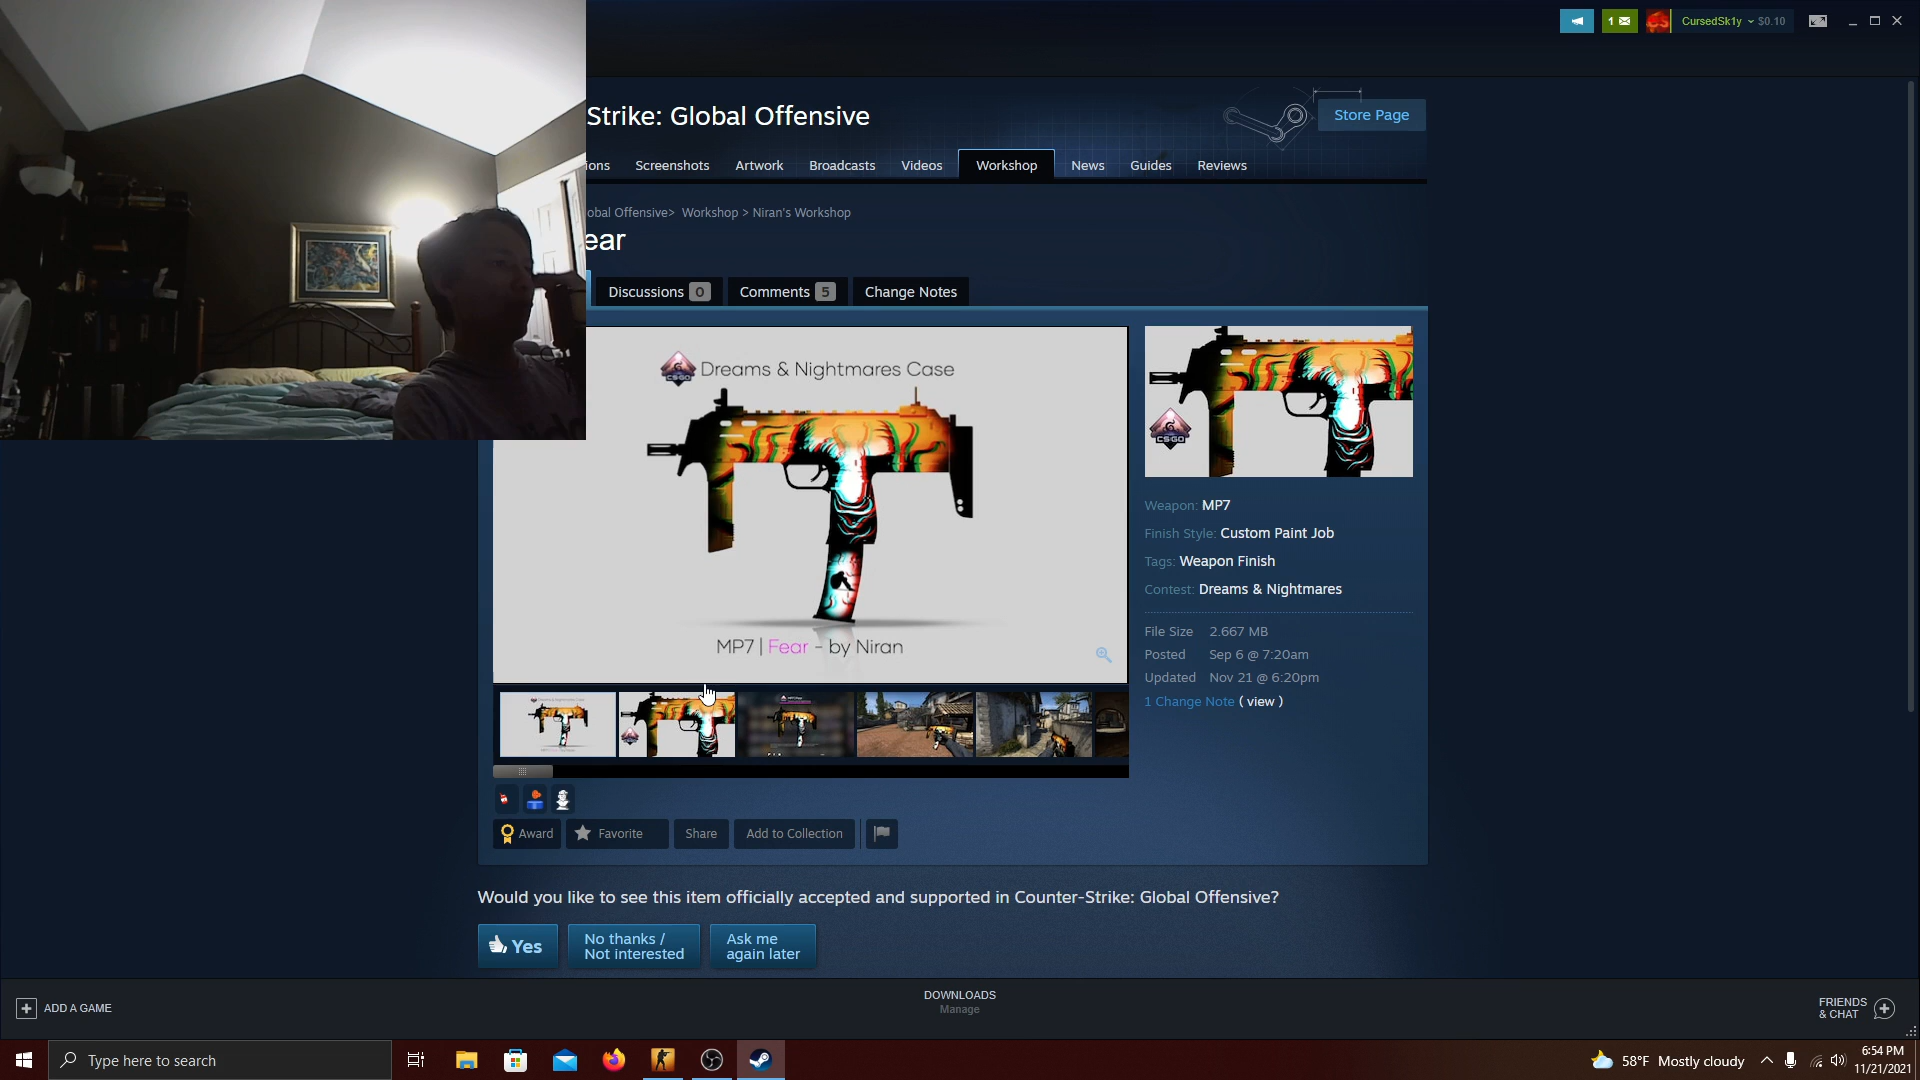 1
CursedSk1y
$0.10
Strike: Global Offensive
Store Page
ions
Screenshots
Artwork
Broadcasts
Videos
Workshop
News
Guides
Reviews
obal Offensive> Workshop > Niran's Workshop
ear
Discussions 0
Comments 5
Change Notes
CS:GO
Dreams & Nightmares Case
MP7 | Fear - by Niran
CS:GO
Weapon: MP7
Finish Style: Custom Paint Job
Tags: Weapon Finish
Contest: Dreams & Nightmares
File Size 2.667 MB
Posted Sep 6 @ 7:20am
Updated Nov 21 @ 6:20pm
1 Change Note ( view )
Award
Favorite
Share
Add to Collection
Would you like to see this item officially accepted and supported in Counter-Strike: Global Offensive?
Yes
No thanks /
Not interested
Ask me
again later
ADD A GAME
DOWNLOADS
Manage
FRIENDS
& CHAT
Type here to search
58°F Mostly cloudy
6:54 PM
11/21/2021